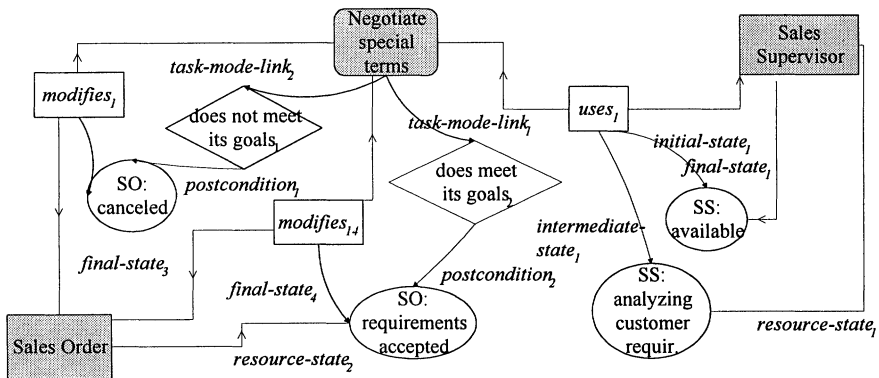 Negotiate
special
terms
Sales
Supervisor
task-mode-link2
modifies1
does not meet
its goals1
uses1
task-mode-link1
initial-state1
final-state1
does meet
its goals2
SO:
canceled
postcondition1
SS:
available
modifies14
intermediate-
state1
final-state3
postcondition2
final-state4
SO:
requirements
accepted
SS:
analyzing
customer
requir.
resource-state1
Sales Order
resource-state2